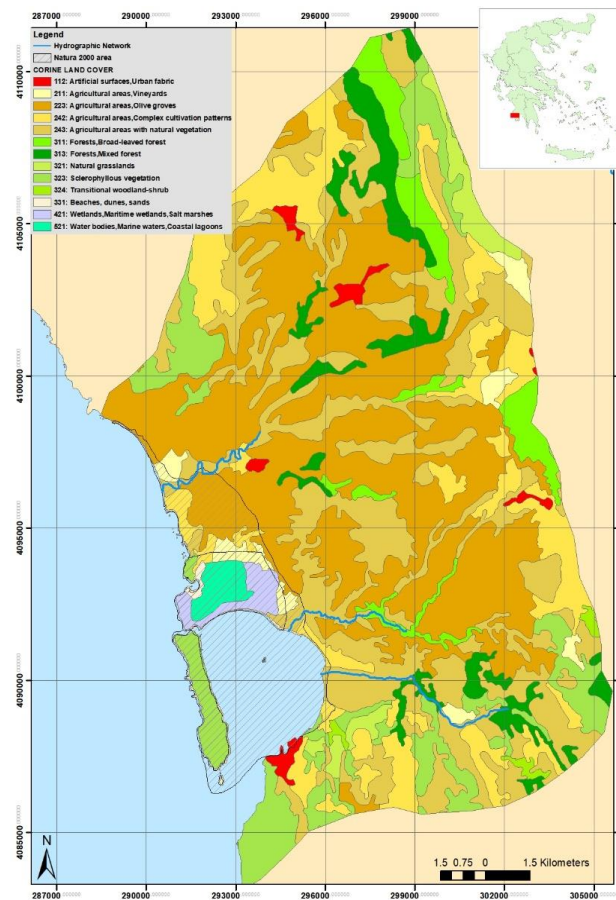 287000 290000 293000 296000 299000
Legend
Hydrographic Network
Natura 2000 area
CORINE LAND COVER
112: Artificial surfaces,Urban fabric
211: Agricultural areas,Vineyards
223: Agricultural areas,Olive groves
242: Agricultural areas,Complex cultivation patterns
243: Agricultural areas with natural vegetation
311: Forests,Broad-leaved forest
313: Forests,Mixed forest
321: Natural grasslands
323: Sclerophyllous vegetation
324: Transitional woodland-shrub
331: Beaches, dunes, sands
421: Wetlands,Maritime wetlands,Salt marshes
521: Water bodies,Marine waters,Coastal lagoons
4110000
4105000 4105000
4100000 4100000
4095000 4095000
4090000 4090000
4085000 4085000
N
1.5 0.75 0 1.5 Kilometers
287000 290000 293000 296000 299000 302000 305000